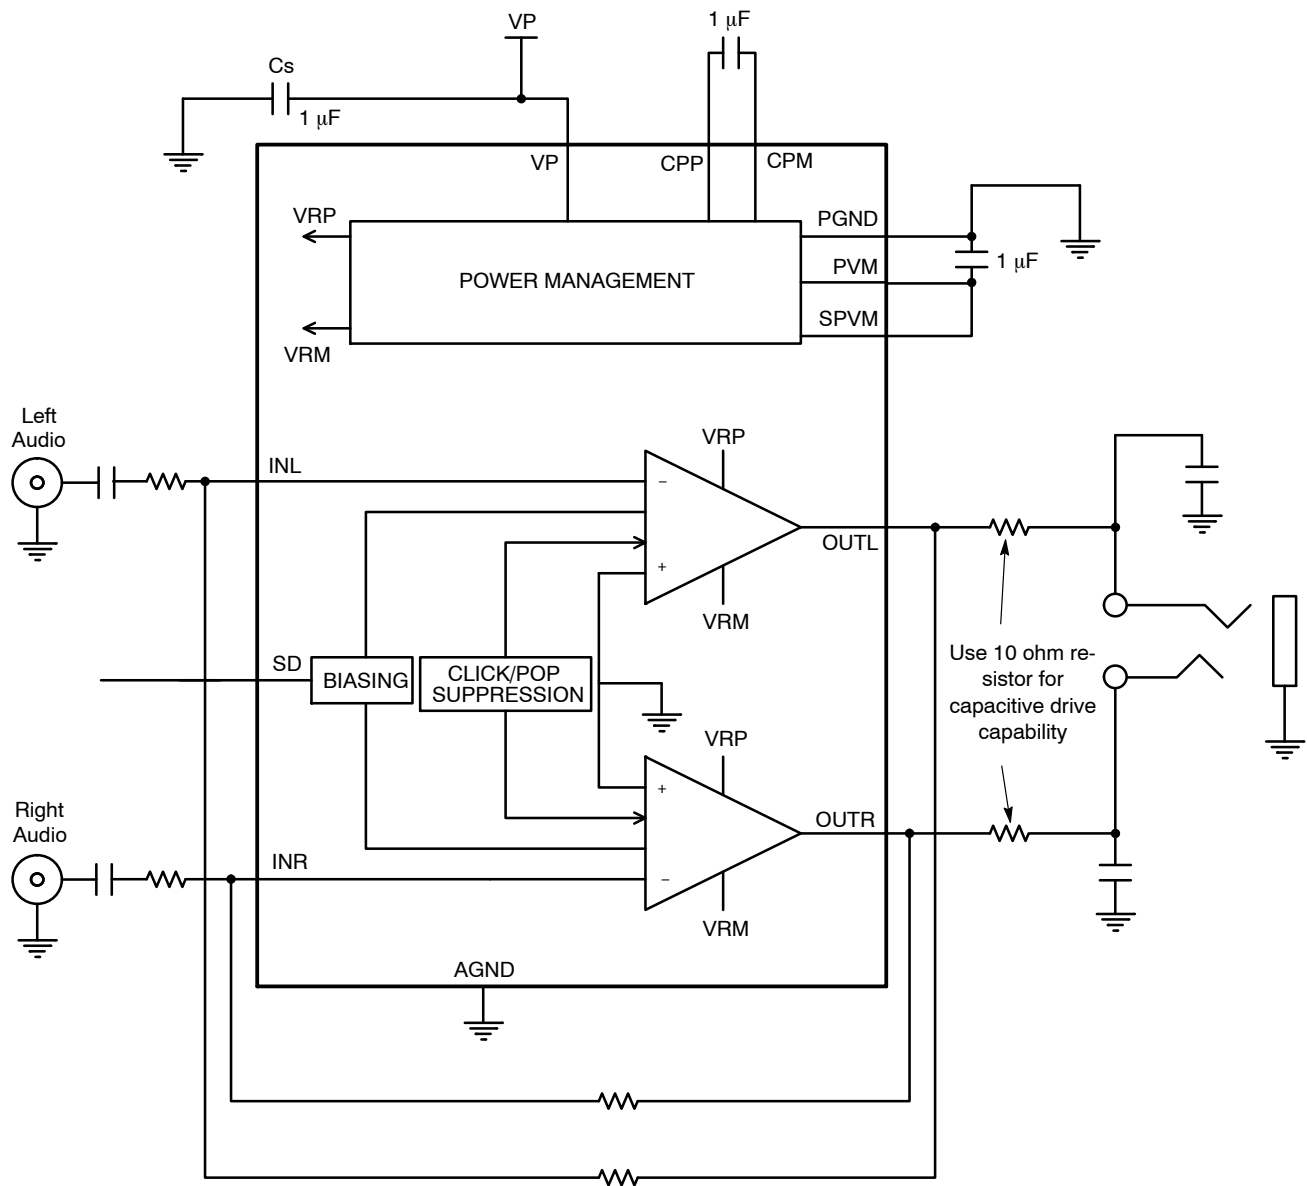 VP
1 μF
Cs
1 μF
VP
CPP
CPM
VRP
PGND
POWER MANAGEMENT
PVM
1 μF
SPVM
VRM
Left
Audio
INL
VRP
−
+
OUTL
VRM
SD
BIASING
CLICK/POP
SUPPRESSION
Use 10 ohm re-
sistor for
capacitive drive
capability
VRP
+
Right
Audio
OUTR
INR
−
VRM
AGND